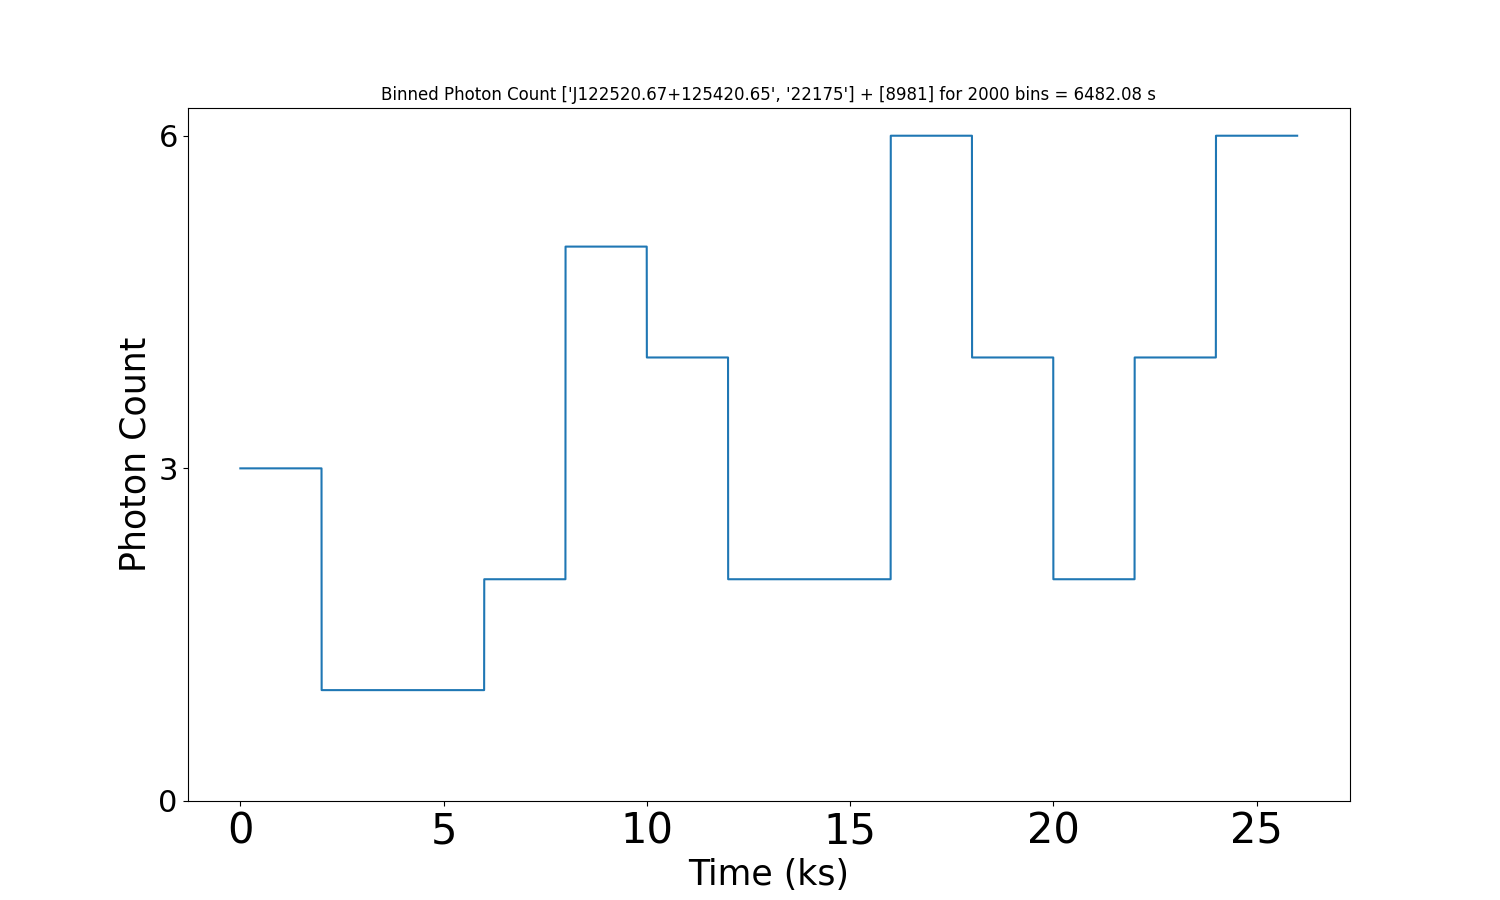 Binned Photon Count ['J122520.67+125420.65', '22175'] + [8981] for 2000 bins = 6482.08 s
6
3
0
Photon Count
0 5 10 15 20 25
Time (ks)